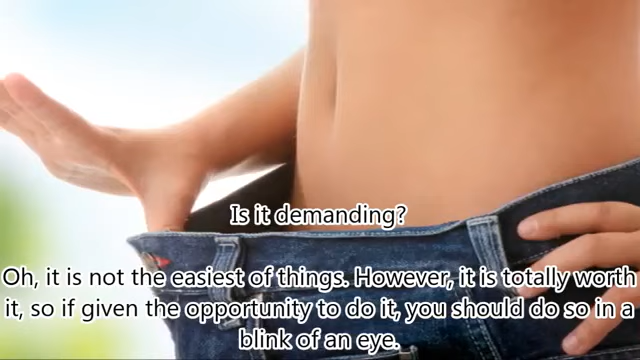 Is it demanding?
Oh, it is not the easiest of things. However, it is totally worth
it, so if given the opportunity to do it, you should do so in a
blink of an eye.